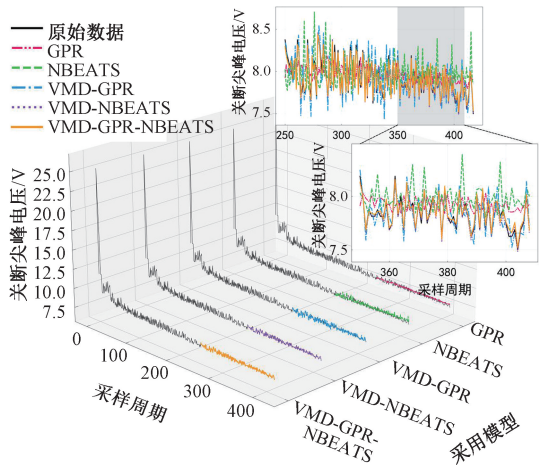 原始数据
GPR
NBEATS
VMD-GPR
VMD-NBEATS
VMD-GPR-NBEATS
关断尖峰电压/V
8.5
8.0
7.5
250
300
350
400
关断尖峰电压/V
8.0
7.5
360
380
400
采样周期
关断尖峰电压/V
25.0
22.5
20.0
17.5
15.0
12.5
10.0
7.5
0
100
200
300
400
采样周期
GPR
NBEATS
VMD-GPR
VMD-NBEATS
VMD-GPR-
NBEATS
采用模型